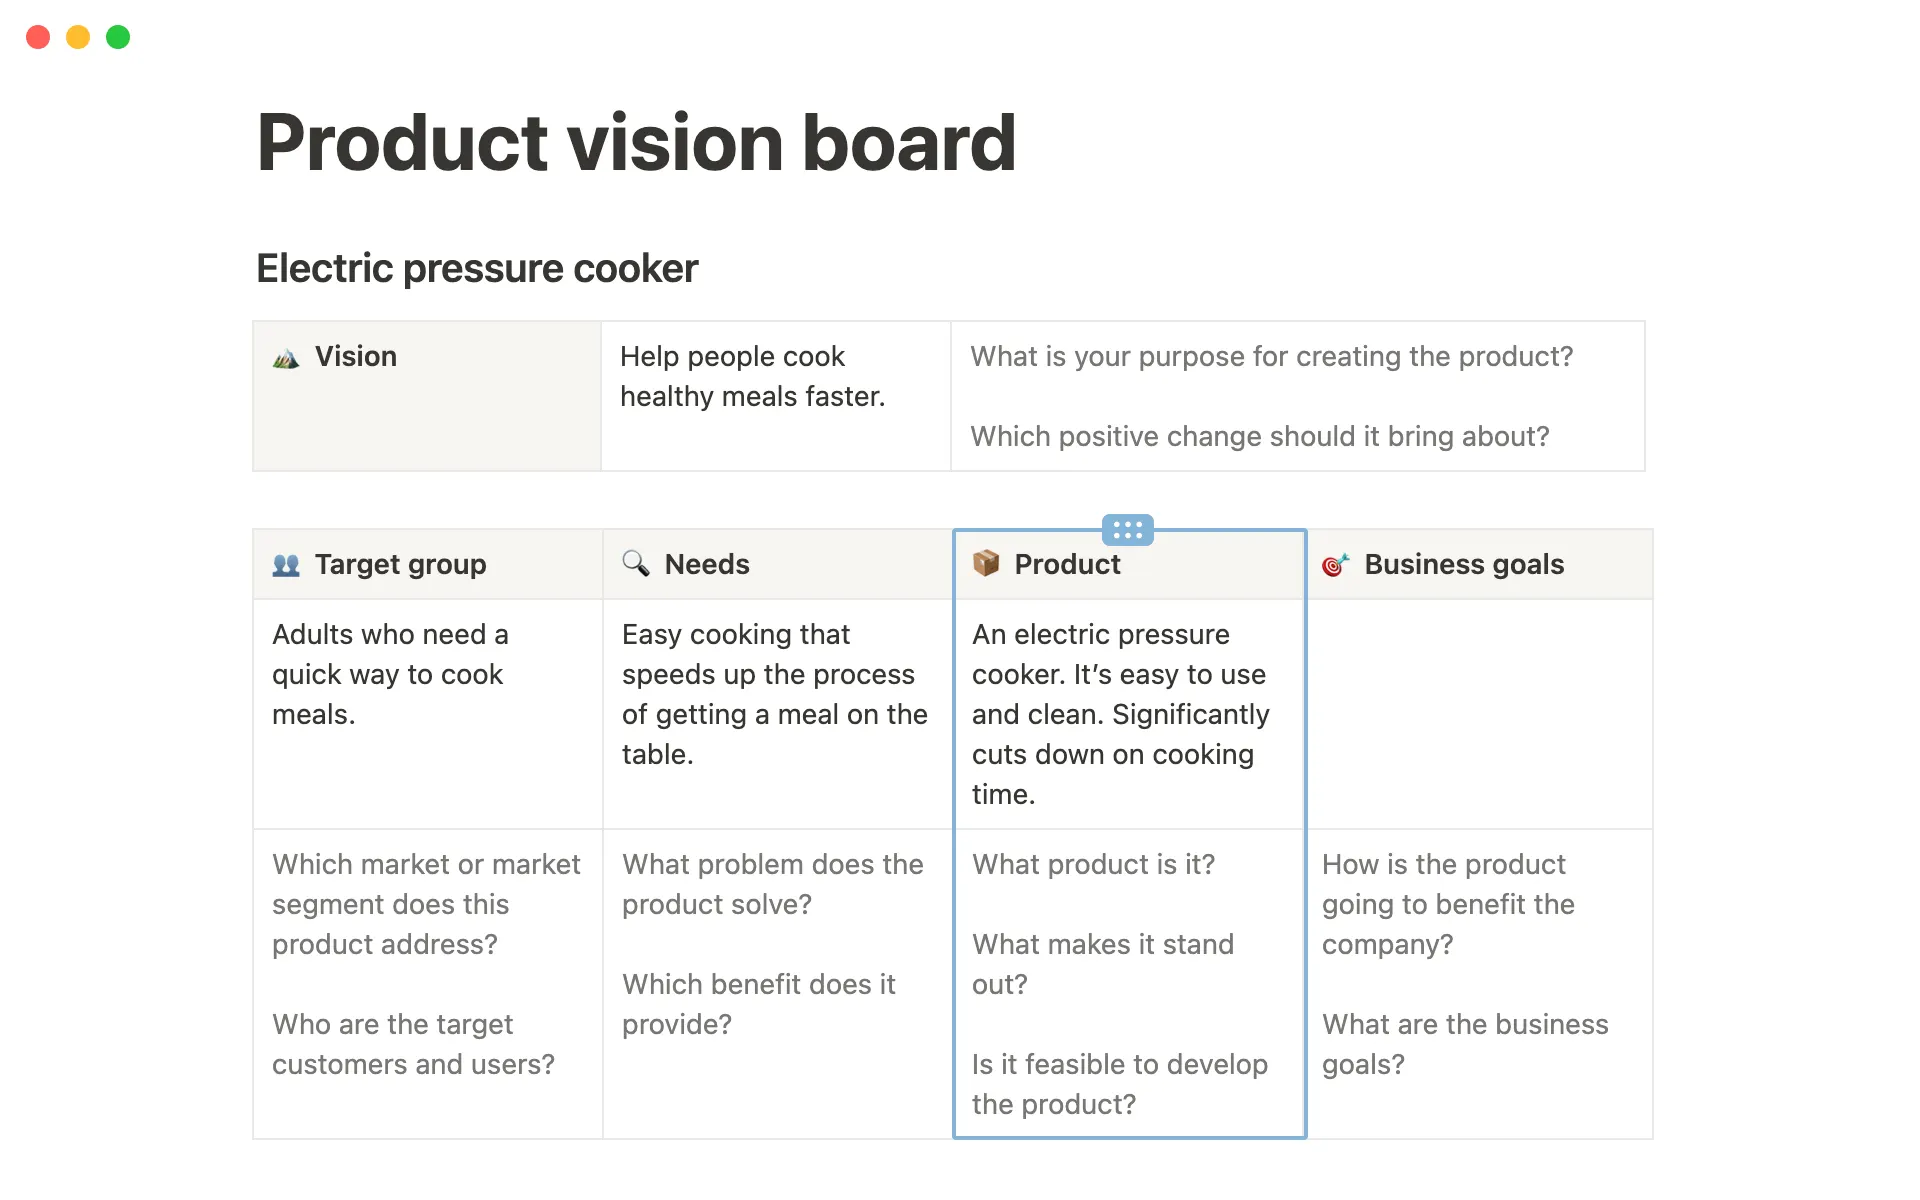 Product vision board
Electric pressure cooker
Vision
Help people cook
healthy meals faster.
What is your purpose for creating the product?
Which positive change should it bring about?
Target group
Needs
Product
Business goals
Adults who need a
quick way to cook
meals.
Easy cooking that
speeds up the process
of getting a meal on the
table.
An electric pressure
cooker. It’s easy to use
and clean. Significantly
cuts down on cooking
time.
Which market or market
segment does this
product address?
Who are the target
customers and users?
What problem does the
product solve?
Which benefit does it
provide?
What product is it?
What makes it stand
out?
Is it feasible to develop
the product?
How is the product
going to benefit the
company?
What are the business
goals?